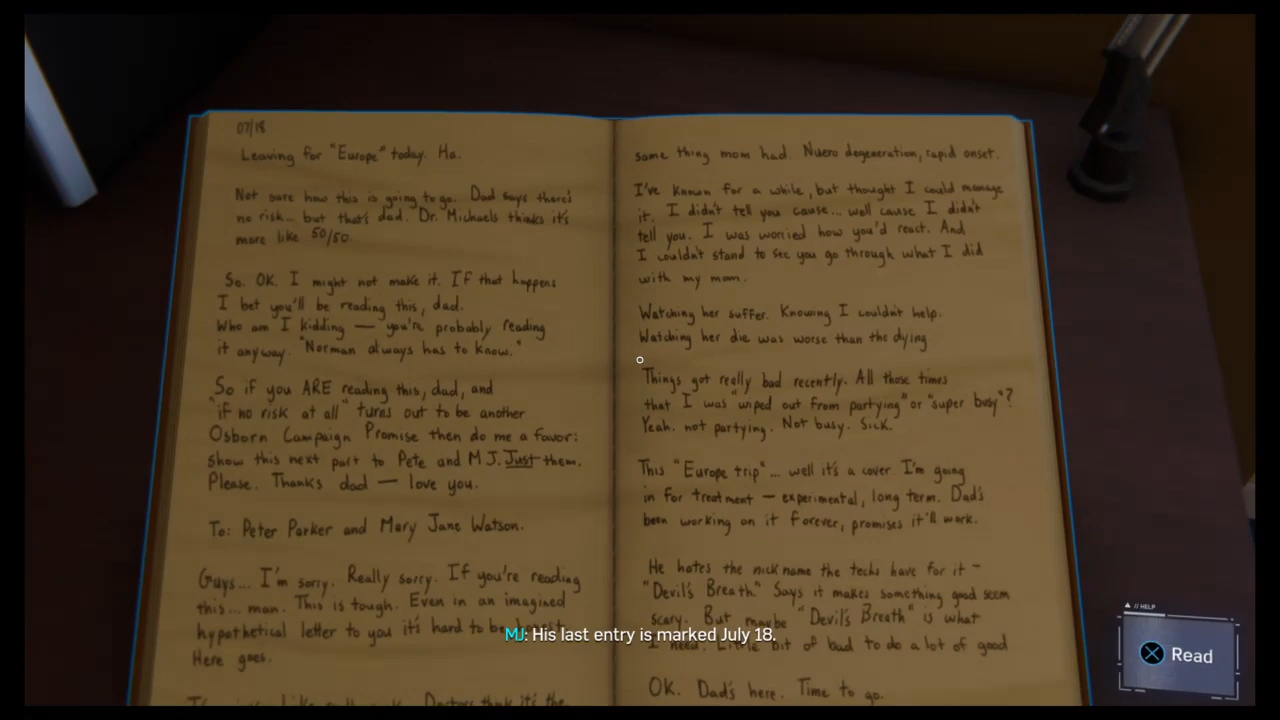 07/18
Leaving for "Europe" today. Ha.
Not sure how this is going to go. Dad says there's
no risk... but that's dad. Dr. Michaels thinks it's
more like 50/50
So. OK. I might not make it. If that happens
I bet you'll be reading this, dad.
Who am I kidding — you're probably reading
it anyway. "Norman always has to know."
So if you ARE reading this, dad, and
"if no risk at all" turns out to be another
Osborn Campaign Promise then do me a favor:
show this next part to Pete and MJ. Just them.
Please. Thanks dad — love you.
To: Peter Parker and Mary Jane Watson.
Guys... I'm sorry. Really sorry. If you're reading
this... man. This is tough. Even in an imagined
hypothetical letter to you it's hard to be
Here goes.
Doctors think it's the
same thing mom had. Nuero degeneration, rapid onset.
I've known for a while, but thought I could manage
it. I didn't tell you cause... well cause I didn't
tell you. I was worried how you'd react. And
I couldn't stand to see you go through what I did
with my mom.
Watching her suffer. Knowing I couldn't help.
Watching her die was worse than the dying
Things got really bad recently. All those times
that I was "wiped out from partying" or "super busy"?
Yeah. not partying. Not busy. Sick.
This "Europe trip"... well it's a cover. I'm going
in for treatment — experimental, long term. Dad's
been working on it forever, promises it'll work.
He hates the nickname the techs have for it -
"Devil's Breath." Says it makes something good seem
scary. But maybe "Devil's Breath" is what
I need. Little bit of bad to do a lot of good
OK. Dad's here. Time to go.
MJ: His last entry is marked July 18.
// HELP
Read